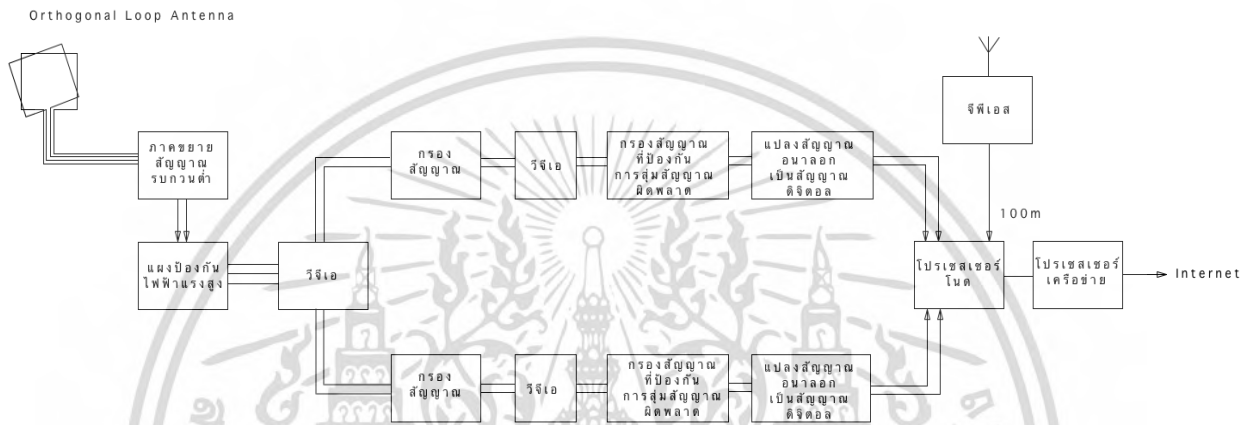 Orthogonal Loop Antenna
ภาคขยาย
สัญญาณ
รบกวนต่ำ
แผงป้องกัน
ไฟฟ้าแรงสูง
วีจีเอ
กรอง
สัญญาณ
วีจีเอ
กรองสัญญาณ
ที่ป้องกัน
การสุ่มสัญญาณ
ผิดพลาด
แปลงสัญญาณ
อนาลอก
เป็นสัญญาณ
ดิจิตอล
กรอง
สัญญาณ
วีจีเอ
กรองสัญญาณ
ที่ป้องกัน
การสุ่มสัญญาณ
ผิดพลาด
แปลงสัญญาณ
อนาลอก
เป็นสัญญาณ
ดิจิตอล
จีพีเอส
100m
โปรเซสเซอร์
โนด
โปรเซสเซอร์
เครือข่าย
Internet